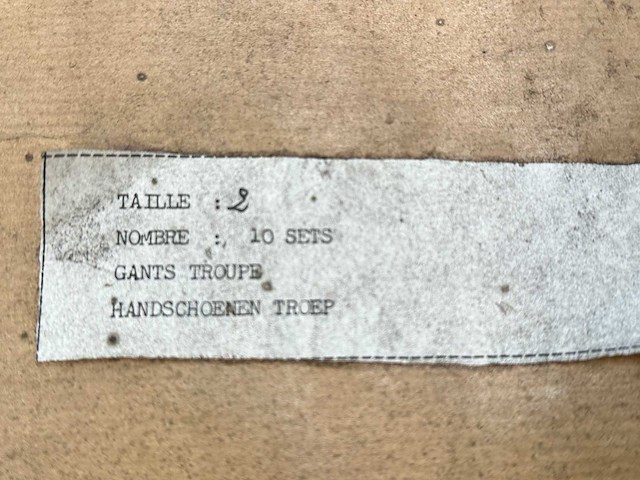 TAILLE : 2
NOMBRE : 10 SETS
GANTS TROUPE
HANDSCHOENEN TROEP